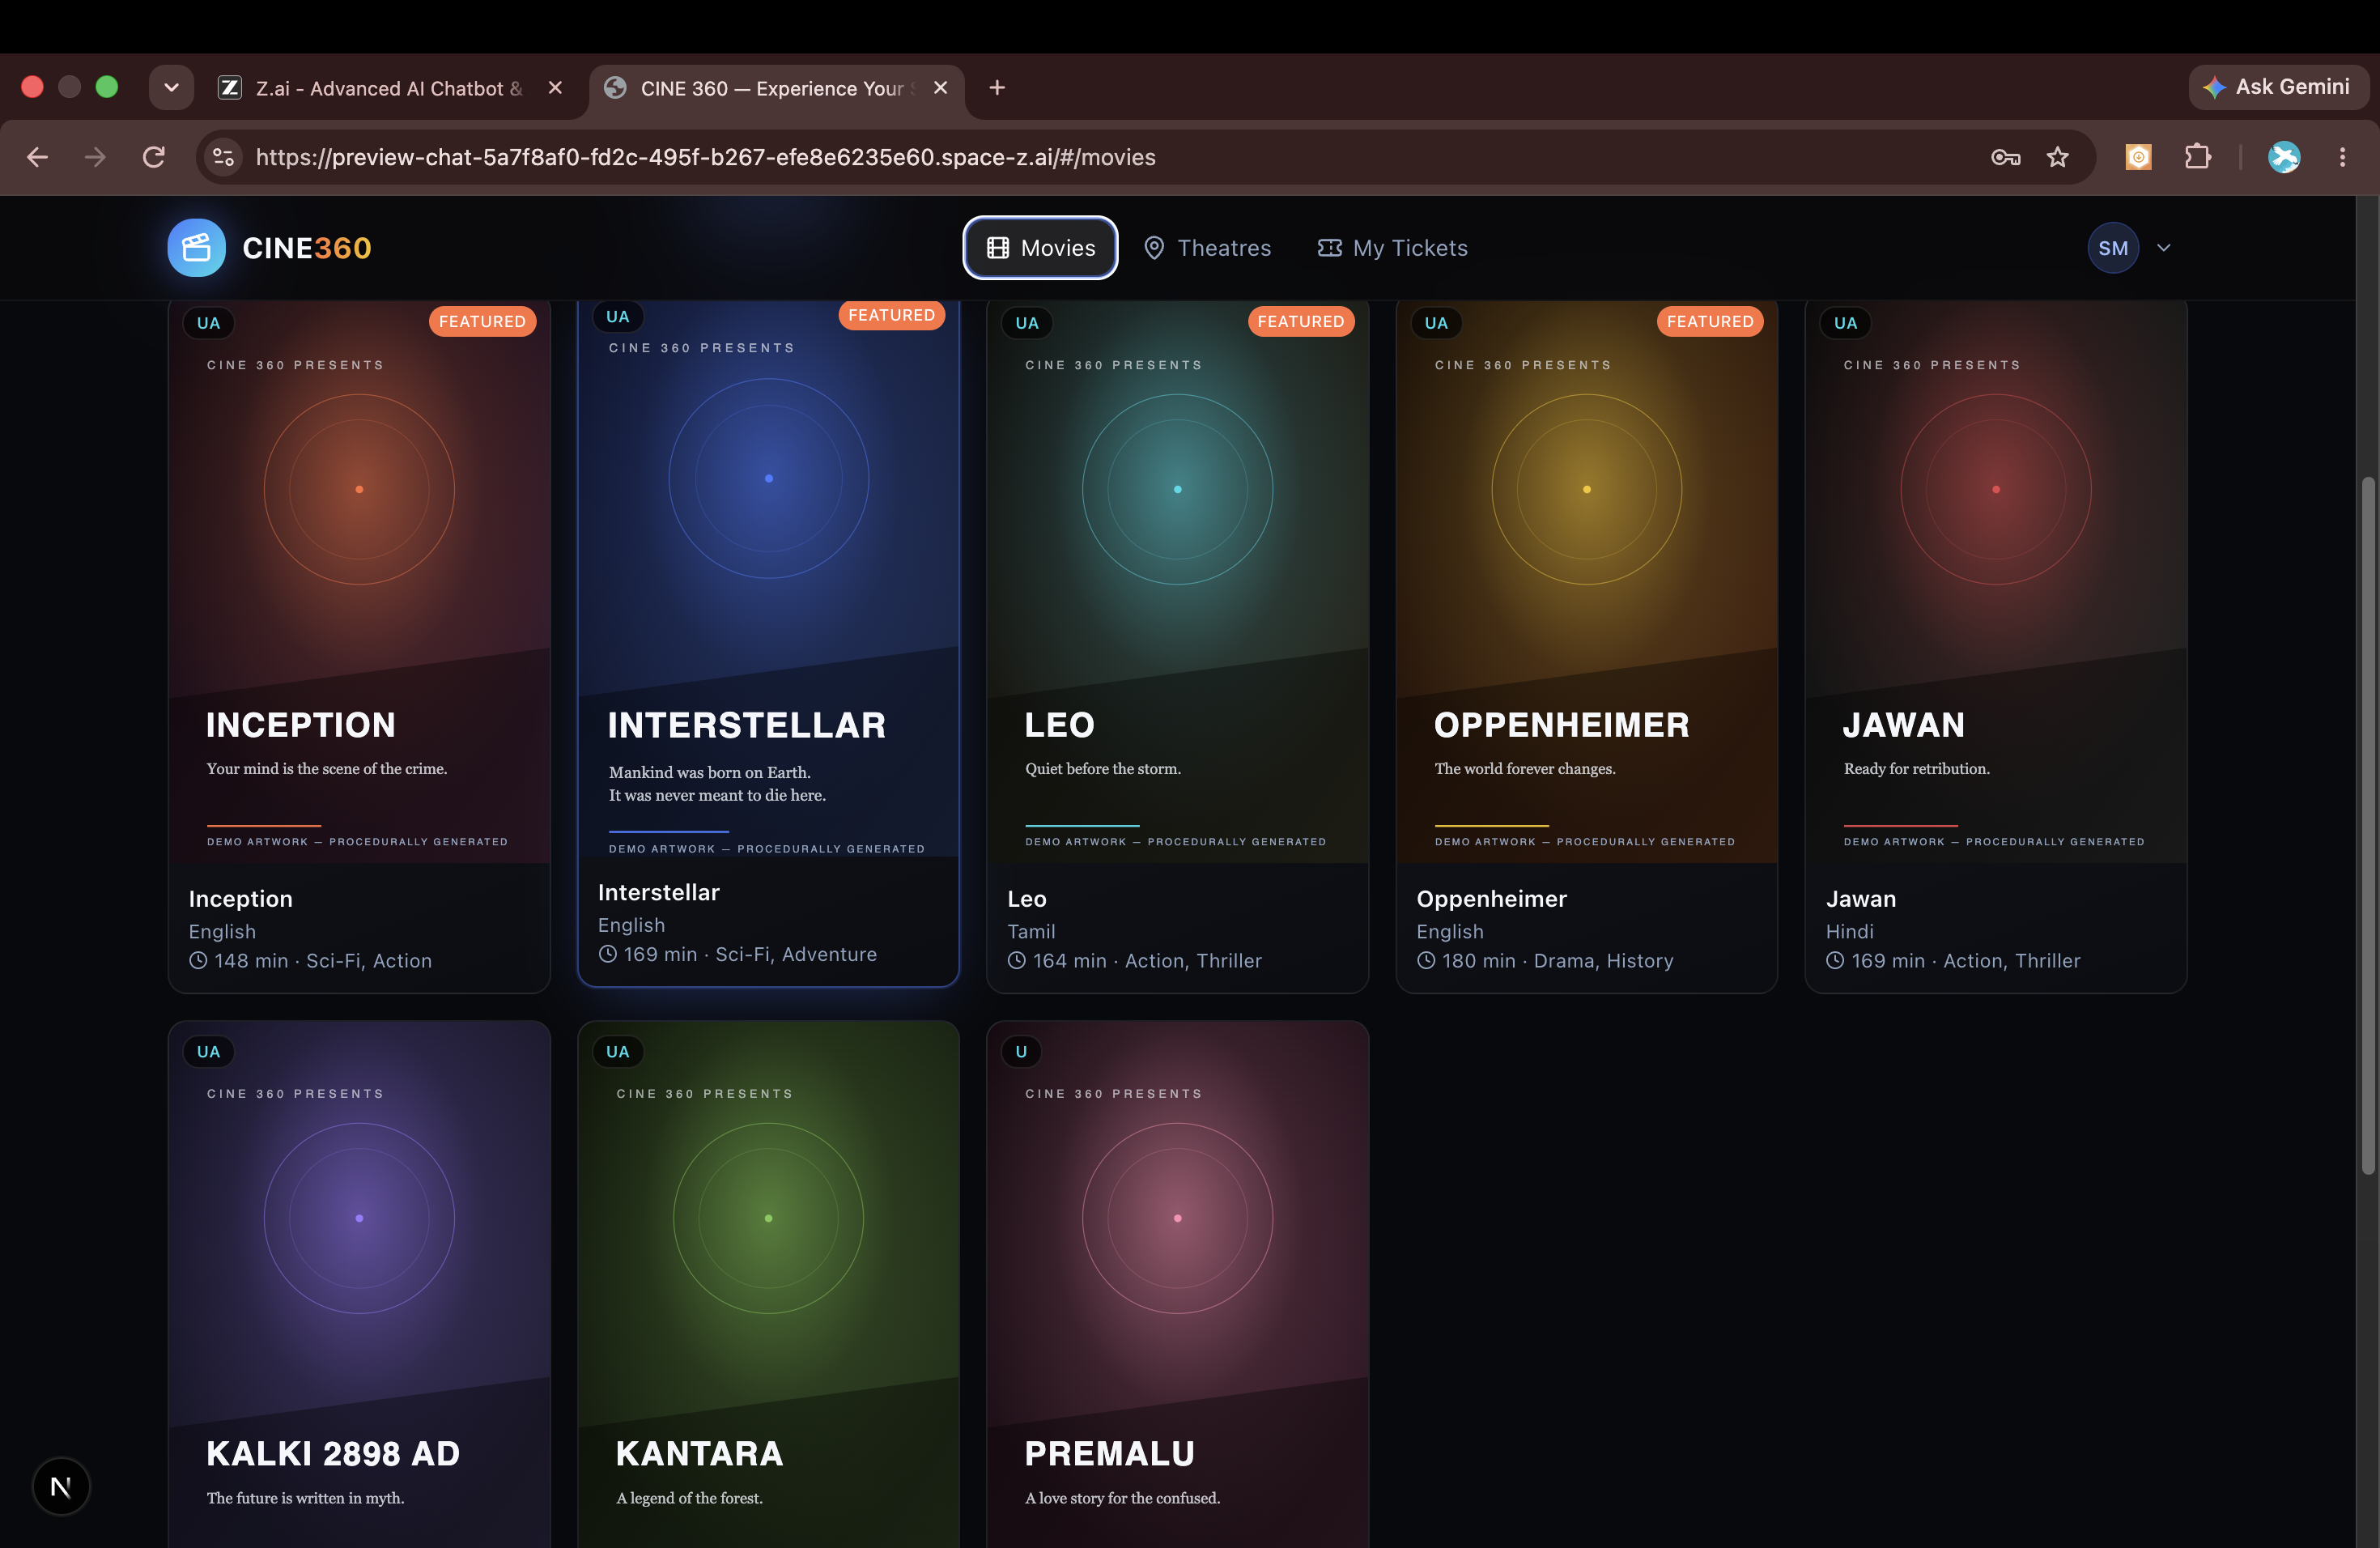 Z.ai - Advanced AI Chatbot &
CINE 360 — Experience Your S
Ask Gemini
https://preview-chat-5a7f8af0-fd2c-495f-b267-efe8e6235e60.space-z.ai/#/movies
CINE360
Movies
Theatres
My Tickets
SM
UA
FEATURED
CINE 360 PRESENTS
INCEPTION
Your mind is the scene of the crime.
DEMO ARTWORK — PROCEDURALLY GENERATED
Inception
English
148 min · Sci-Fi, Action
UA
FEATURED
CINE 360 PRESENTS
INTERSTELLAR
Mankind was born on Earth.
It was never meant to die here.
DEMO ARTWORK — PROCEDURALLY GENERATED
Interstellar
English
169 min · Sci-Fi, Adventure
UA
FEATURED
CINE 360 PRESENTS
LEO
Quiet before the storm.
DEMO ARTWORK — PROCEDURALLY GENERATED
Leo
Tamil
164 min · Action, Thriller
UA
FEATURED
CINE 360 PRESENTS
OPPENHEIMER
The world forever changes.
DEMO ARTWORK — PROCEDURALLY GENERATED
Oppenheimer
English
180 min · Drama, History
UA
CINE 360 PRESENTS
JAWAN
Ready for retribution.
DEMO ARTWORK — PROCEDURALLY GENERATED
Jawan
Hindi
169 min · Action, Thriller
UA
CINE 360 PRESENTS
KALKI 2898 AD
The future is written in myth.
UA
CINE 360 PRESENTS
KANTARA
A legend of the forest.
U
CINE 360 PRESENTS
PREMALU
A love story for the confused.
N